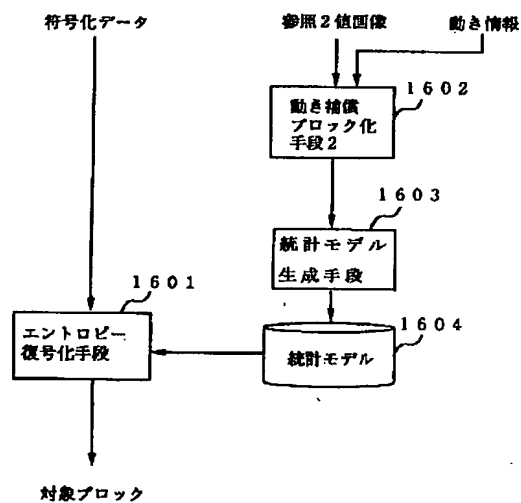 符号化データ
参照２値画像
動き情報
１６０２
動き補償
ブロック化
手段２
１６０３
統計モデル
生成手段
１６０１
１６０４
エントロピー
復号化手段
統計モデル
対象ブロック